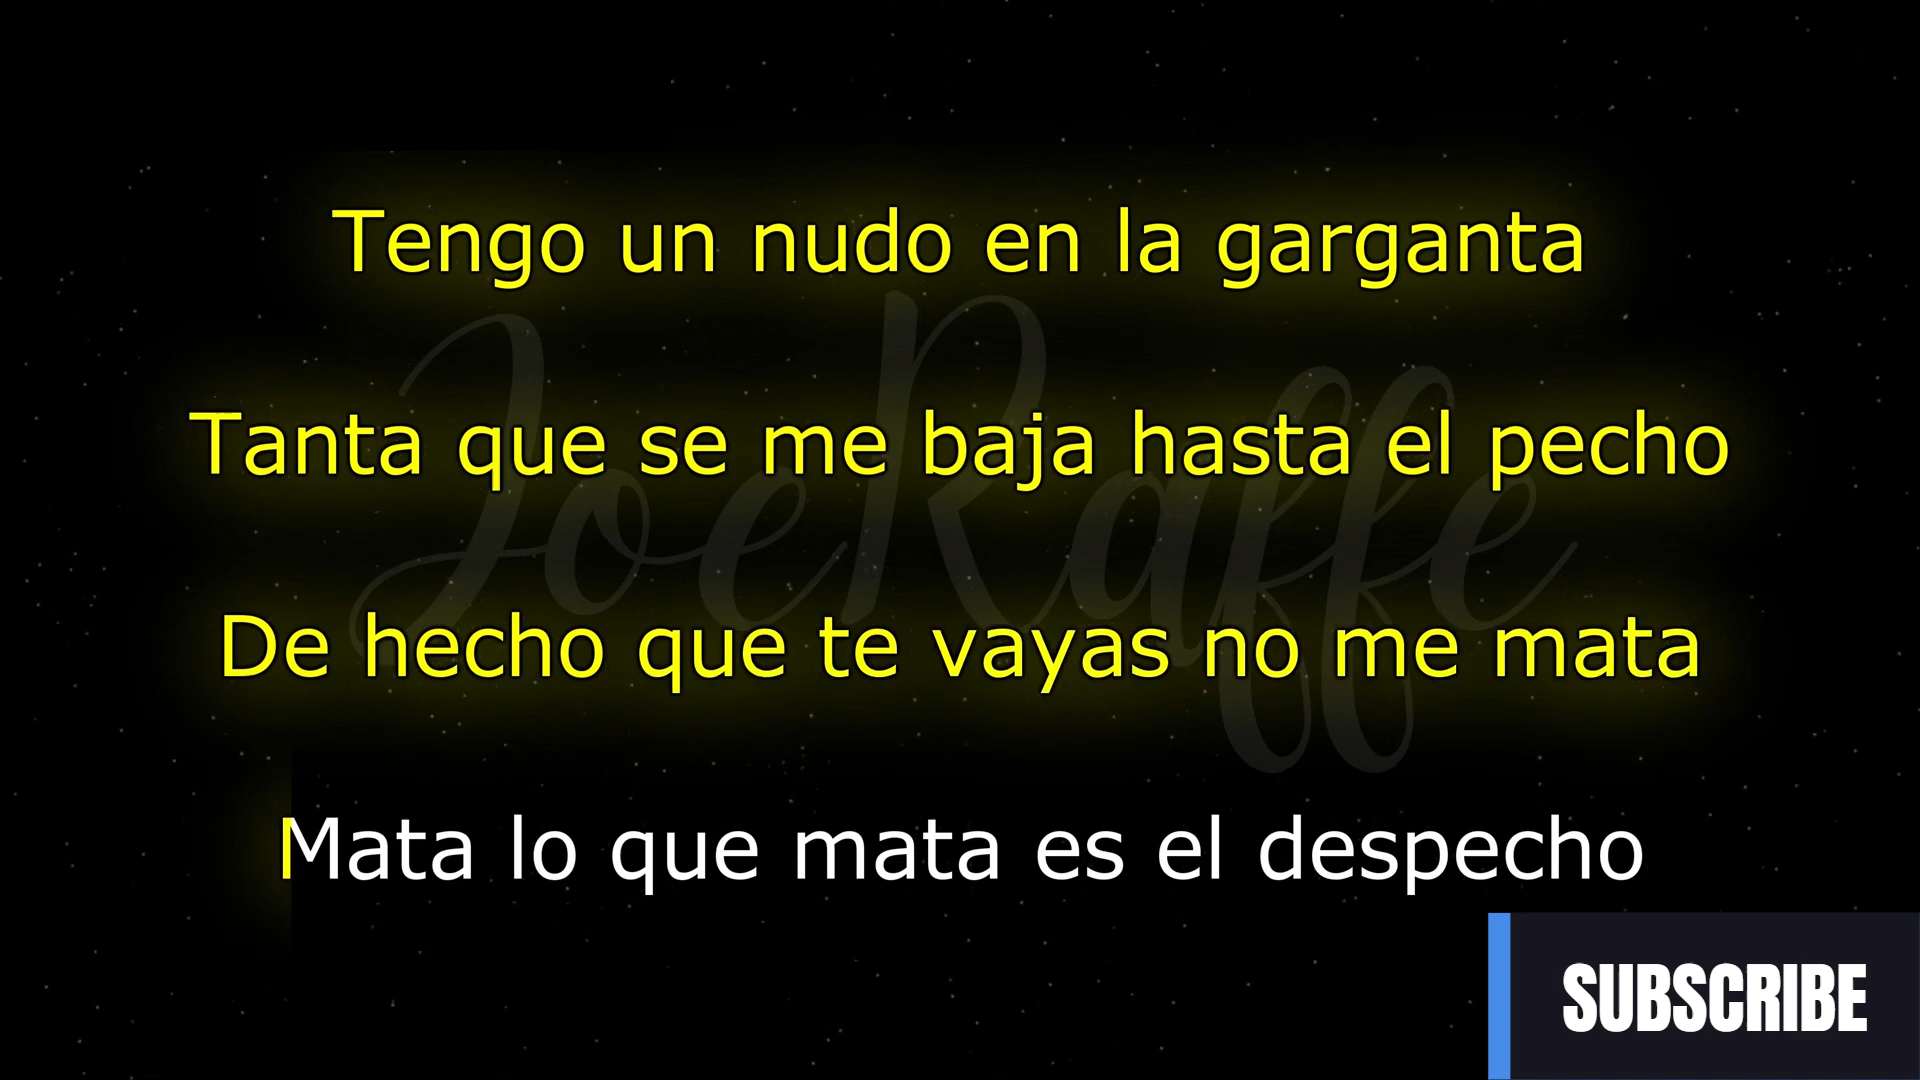 Tengo un nudo en la garganta
Tanta que se me baja hasta el pecho
De hecho que te vayas no me mata
Mata lo que mata es el despecho
JoeRaffe
SUBSCRIBE